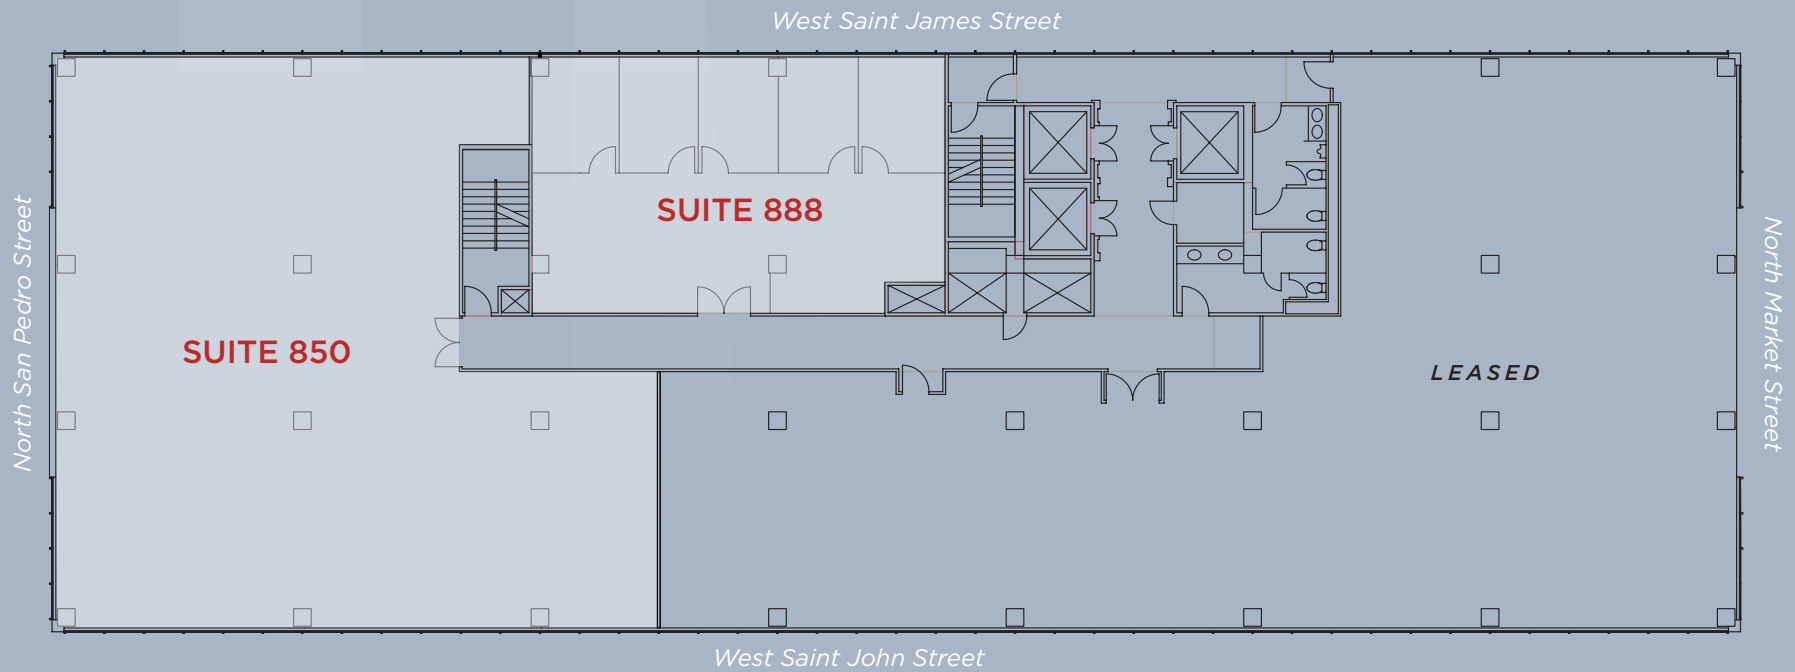 West Saint James Street
North San Pedro Street
SUITE 888
SUITE 850
LEASED
North Market Street
West Saint John Street